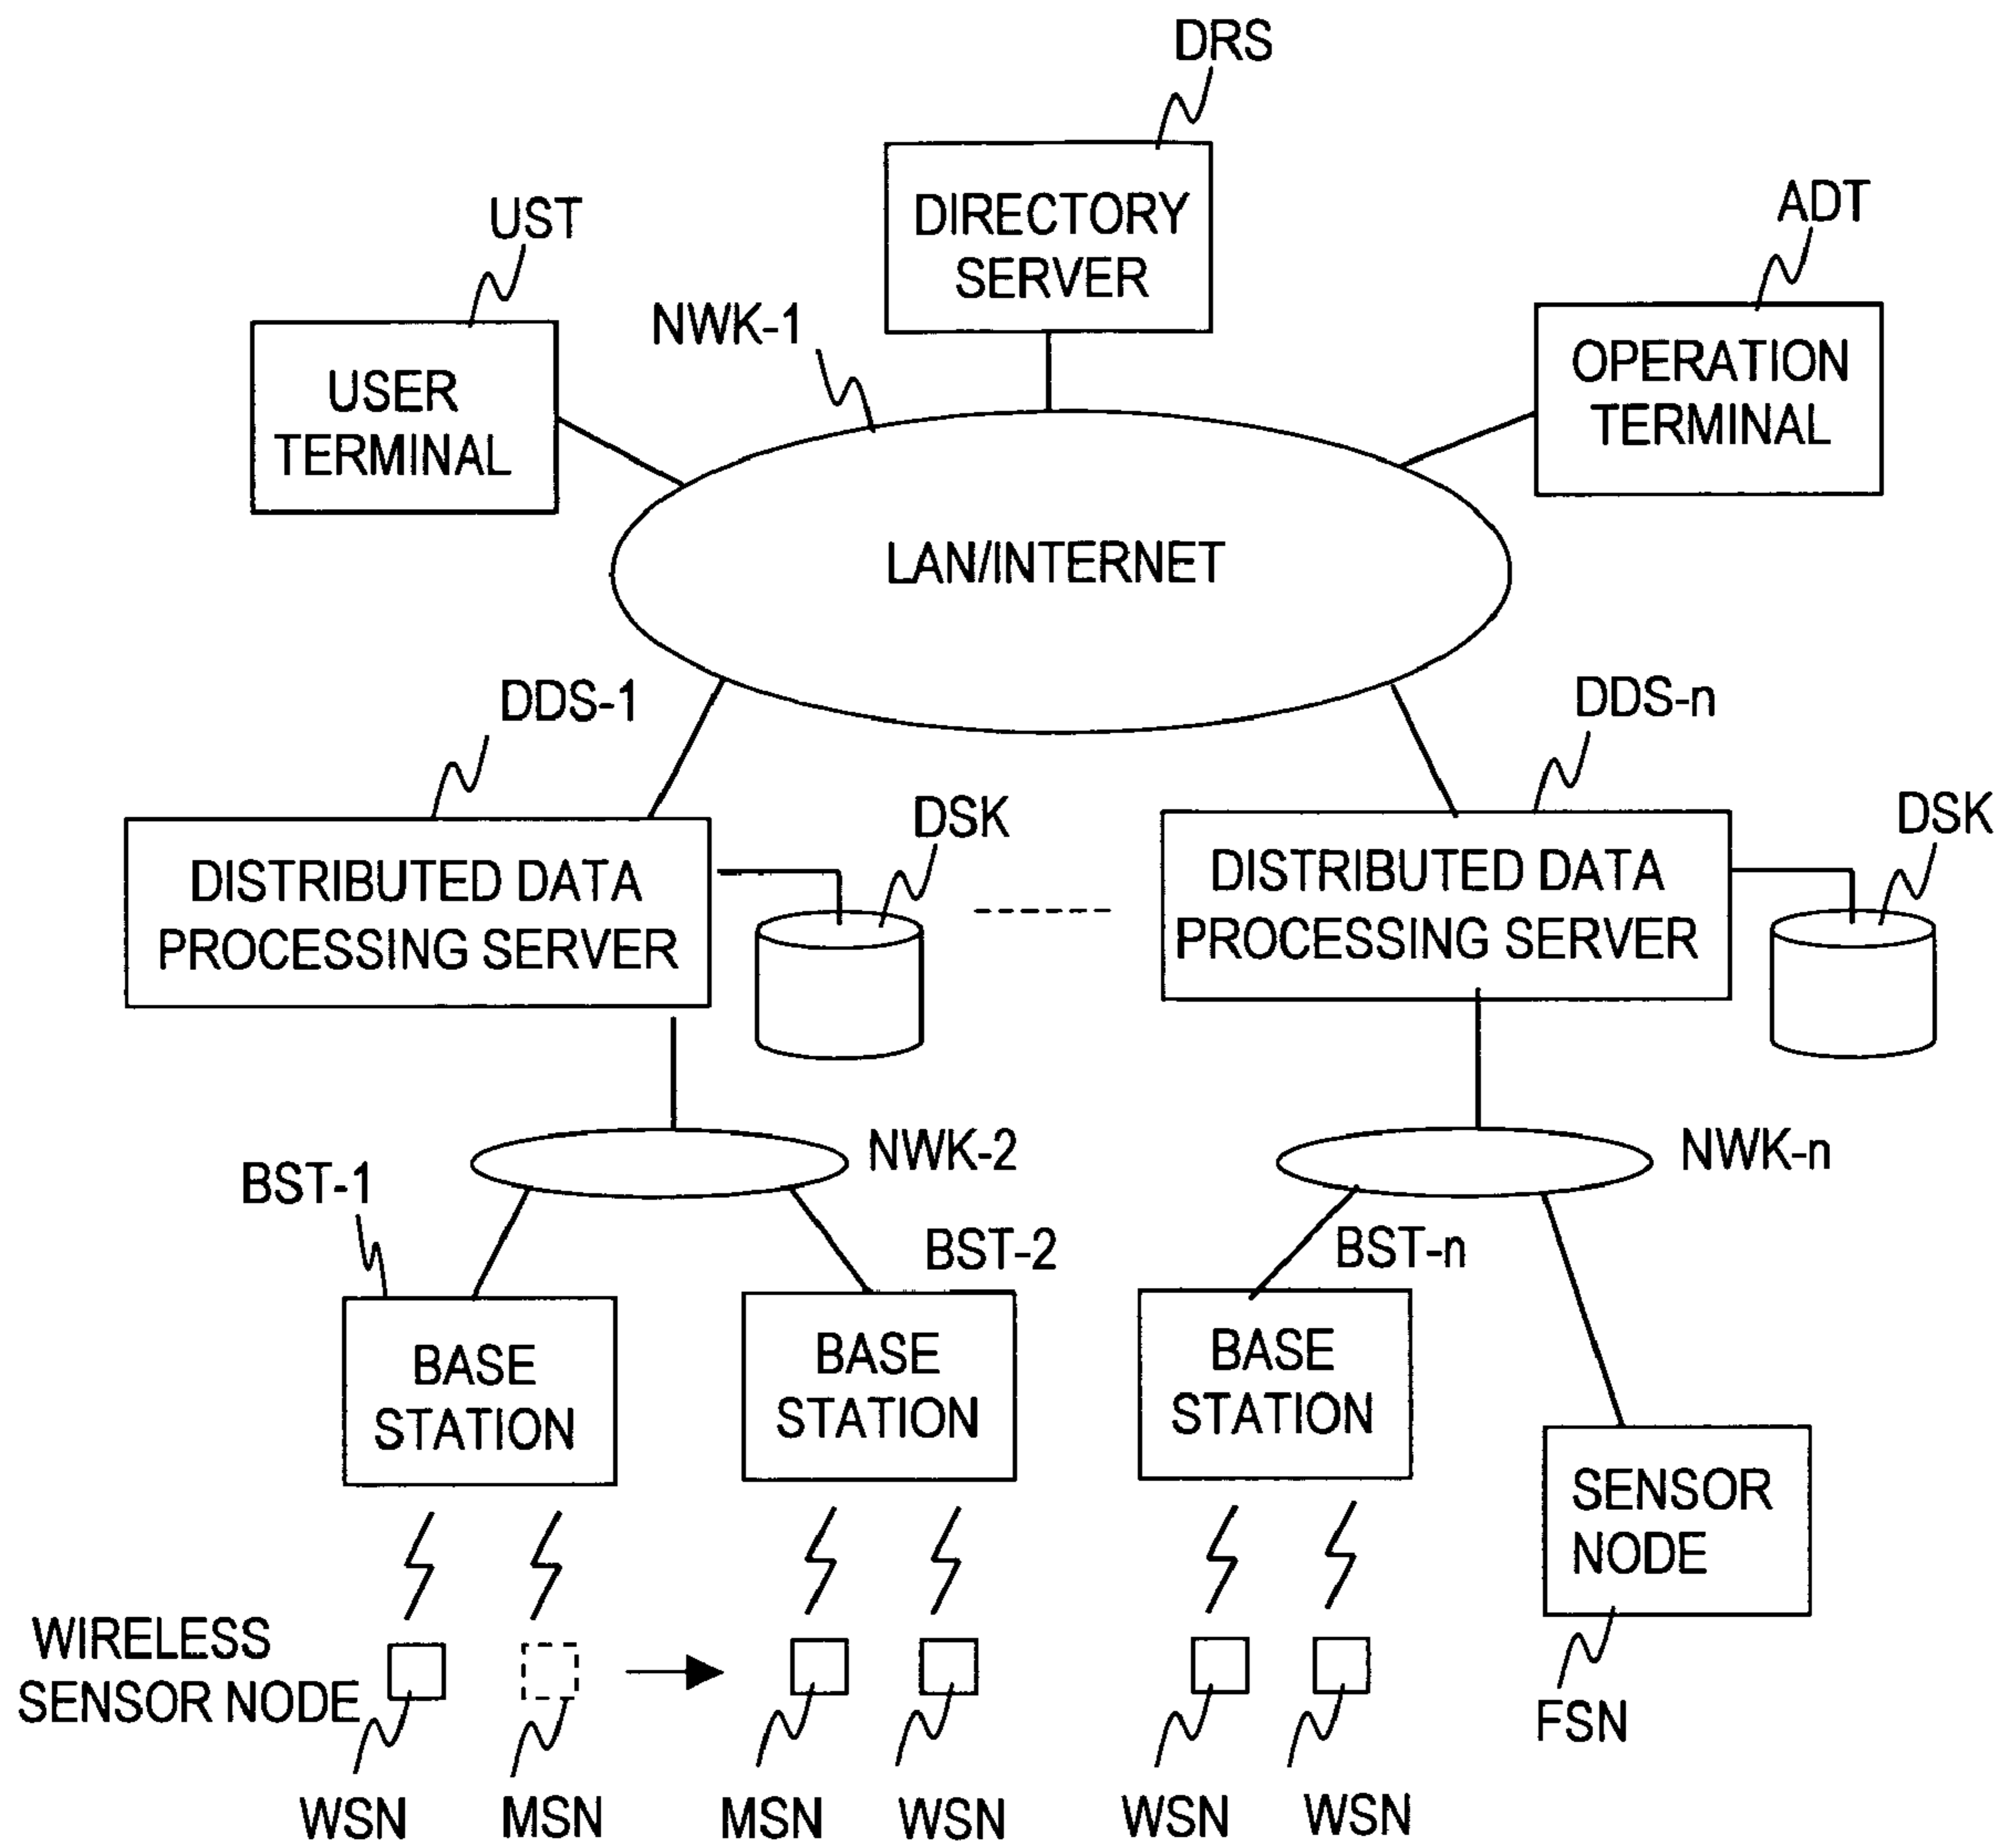 DRS
DIRECTORY
SERVER
UST
USER
TERMINAL
NWK-1
ADT
OPERATION
TERMINAL
LAN/INTERNET
DDS-1
DISTRIBUTED DATA
PROCESSING SERVER
DSK
DDS-n
DISTRIBUTED DATA
PROCESSING SERVER
DSK
NWK-2
NWK-n
BST-1
BASE
STATION
BST-2
BASE
STATION
BST-n
BASE
STATION
SENSOR
NODE
FSN
WIRELESS
SENSOR NODE
WSN
MSN
MSN
WSN
WSN
WSN